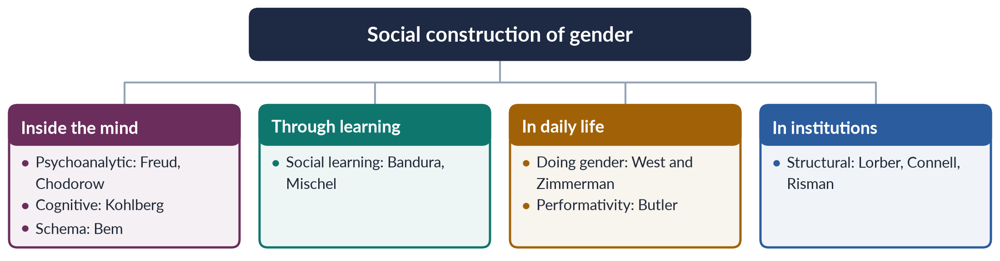 Social construction of gender
Inside the mind
• Psychoanalytic: Freud,
Chodorow
• Cognitive: Kohlberg
• Schema: Bem
Through learning
• Social learning: Bandura,
Mischel
In daily life
• Doing gender: West and
Zimmerman
• Performativity: Butler
In institutions
• Structural: Lorber, Connell,
Risman